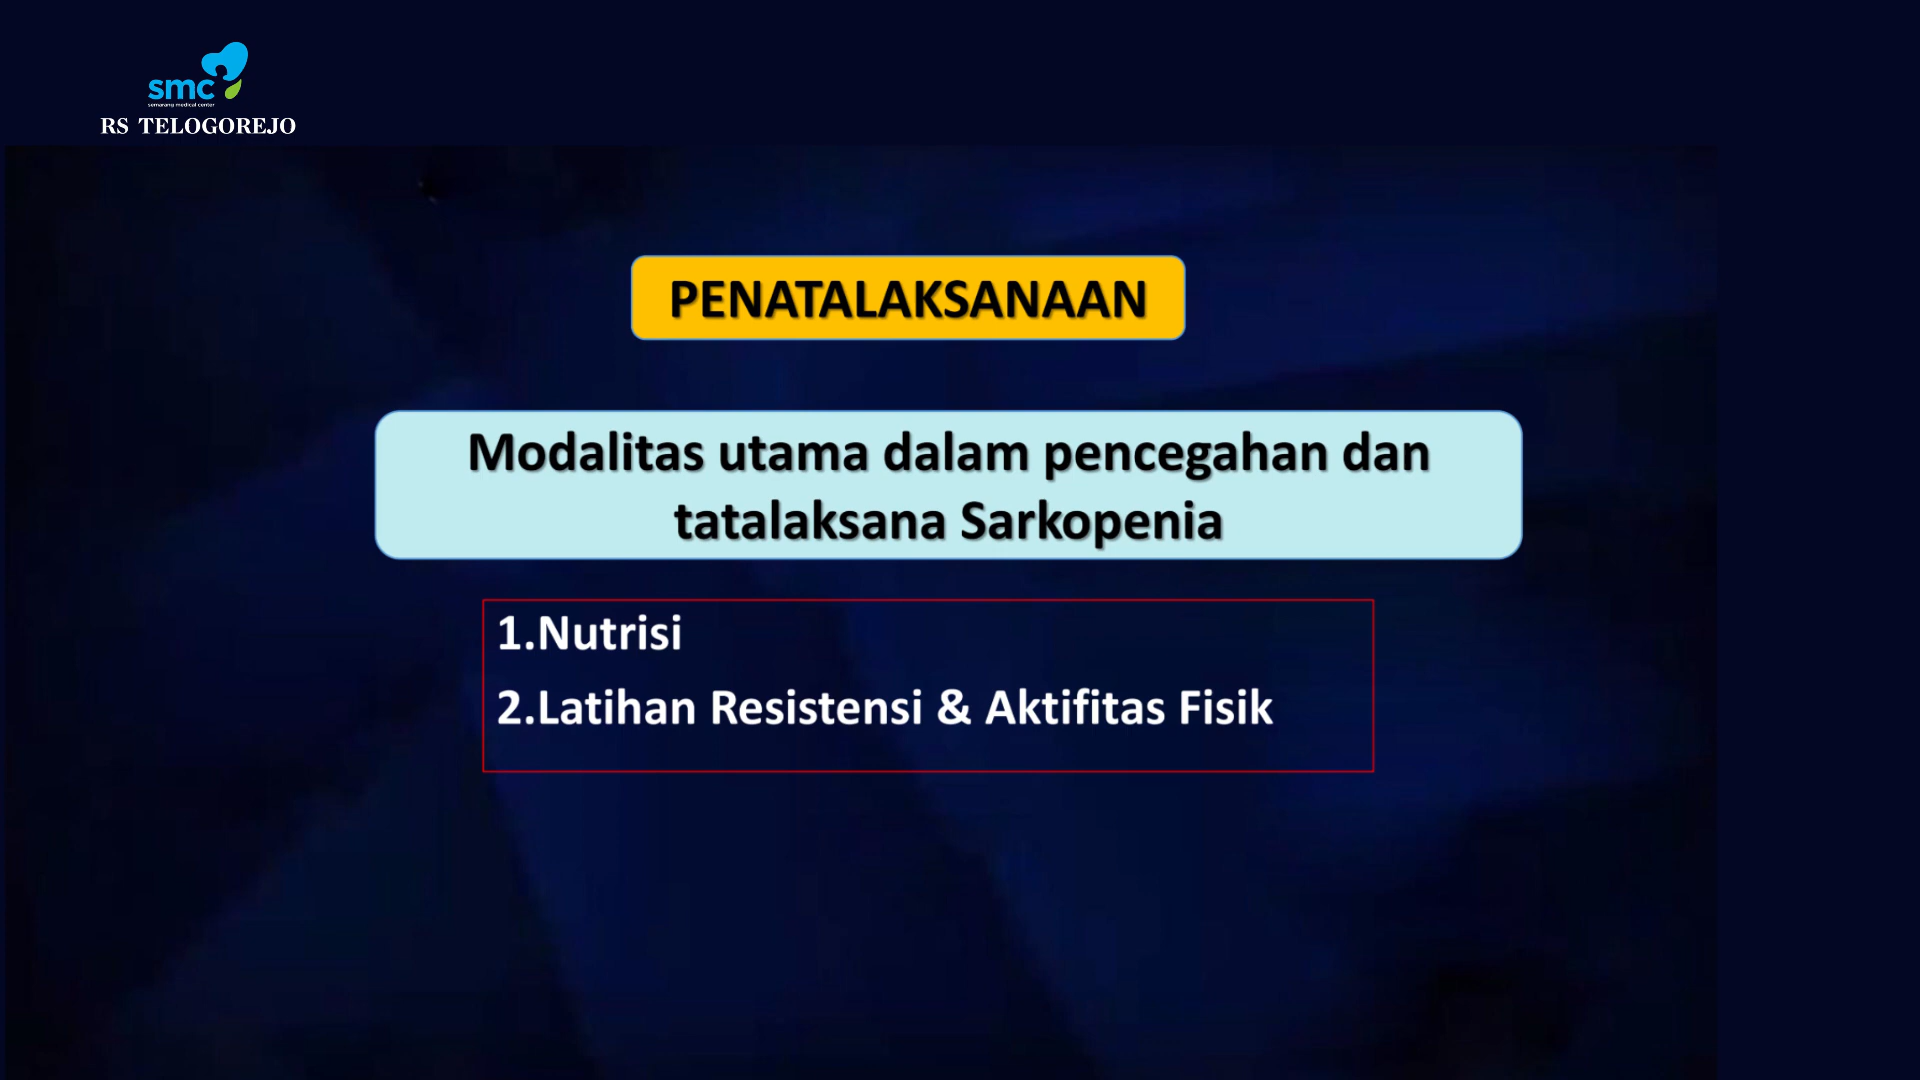 smc
semarang medical center
RS TELOGOREJO
PENATALAKSANAAN
Modalitas utama dalam pencegahan dan
tatalaksana Sarkopenia
1.Nutrisi
2.Latihan Resistensi & Aktifitas Fisik